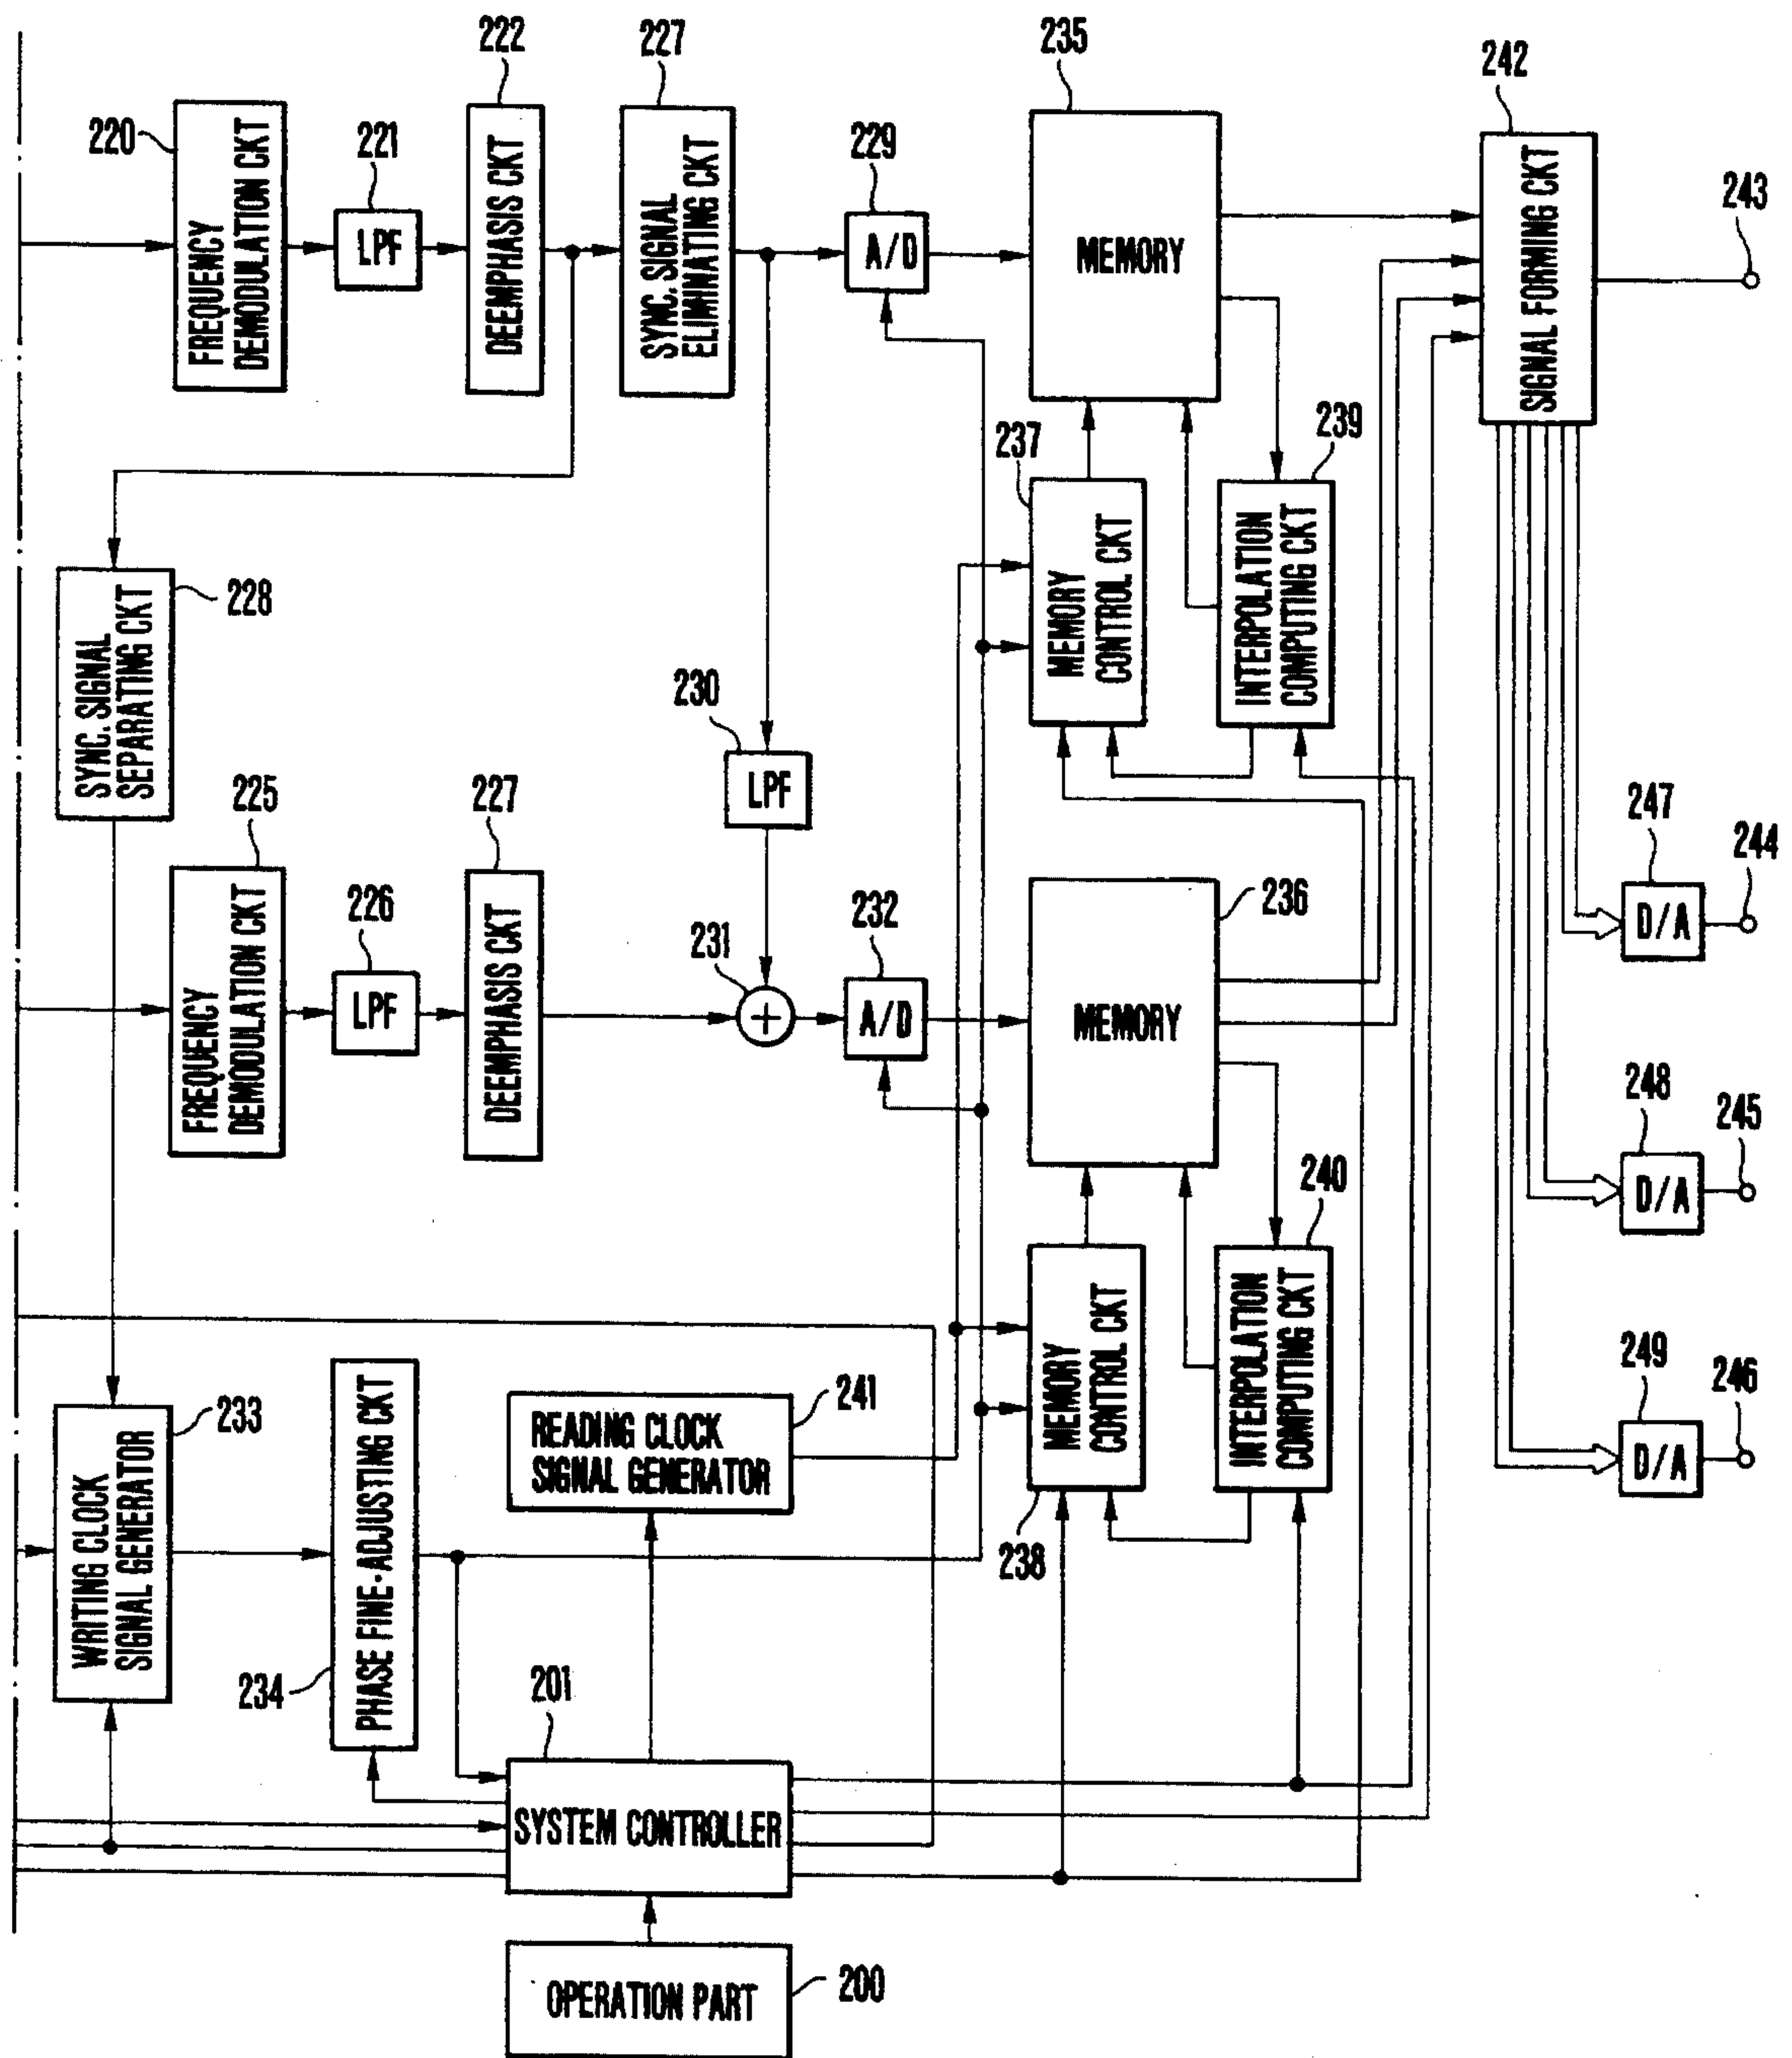 222
227
235
242
220
FREQUENCY
DEMODULATION CKT
221
LPF
DEEMPHASIS CKT
SYNC. SIGNAL
ELIMINATING CKT
229
A/D
MEMORY
SIGNAL FORMING CKT
243
237
MEMORY
CONTROL CKT
239
INTERPOLATION
COMPUTING CKT
SYNC. SIGNAL
SEPARATING CKT
228
230
LPF
225
FREQUENCY
DEMODULATION CKT
226
LPF
227
DEEMPHASIS CKT
231
+
232
A/D
MEMORY
236
247
D/A
244
248
D/A
245
249
D/A
246
WRITING CLOCK
SIGNAL GENERATOR
233
234
PHASE FINE-ADJUSTING CKT
READING CLOCK
SIGNAL GENERATOR
241
MEMORY
CONTROL CKT
238
240
INTERPOLATION
COMPUTING CKT
201
SYSTEM CONTROLLER
OPERATION PART
200